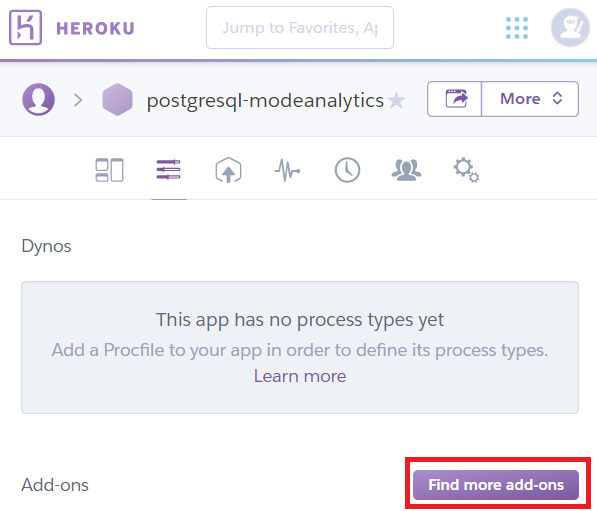 HEROKU
Jump to Favorites, Ap
postgresql-modeanalytics
More
Dynos
This app has no process types yet
Add a Procfile to your app in order to define its process types.
Learn more
Add-ons
Find more add-ons